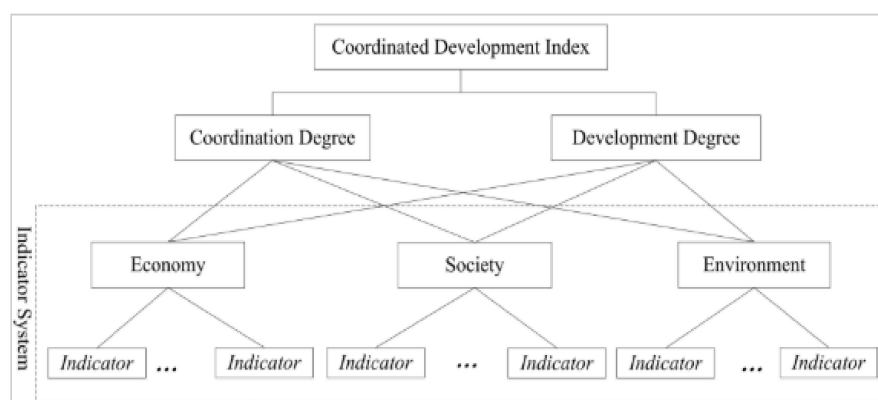 Coordinated Development Index
Coordination Degree
Development Degree
Indicator System
Economy
Society
Environment
Indicator
...
Indicator
Indicator
...
Indicator
Indicator
...
Indicator